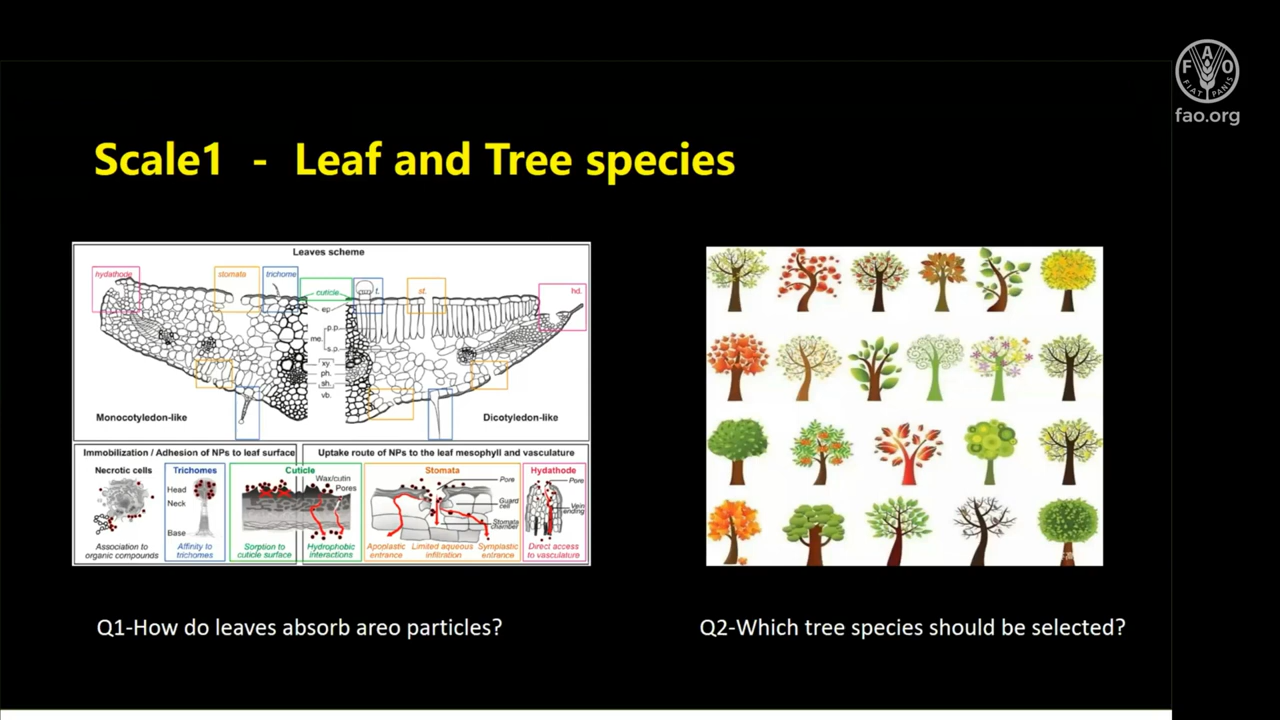 F A O
FIAT PANIS
fao.org
Scale1 - Leaf and Tree species
Leaves scheme
hydathode
stomata
trichome
cuticle
t.
st.
hd.
ep.
p.p.
me.
s.p.
xy.
ph.
sh.
vb.
Monocotyledon-like
Dicotyledon-like
Immobilization / Adhesion of NPs to leaf surface
Uptake route of NPs to the leaf mesophyll and vasculature
Necrotic cells
Association to
organic compounds
Trichomes
Head
Neck
Base
Affinity to
trichomes
Cuticle
Wax/cutin
Pores
Sorption to
cuticle surface
Hydrophobic
interactions
Stomata
Pore
Guard
cell
Stomata
chamber
Apoplastic
entrance
Limited aqueous
infiltration
Symplastic
entrance
Hydathode
Pore
Vein
ending
Direct access
to vasculature
Q1-How do leaves absorb areo particles?
Q2-Which tree species should be selected?